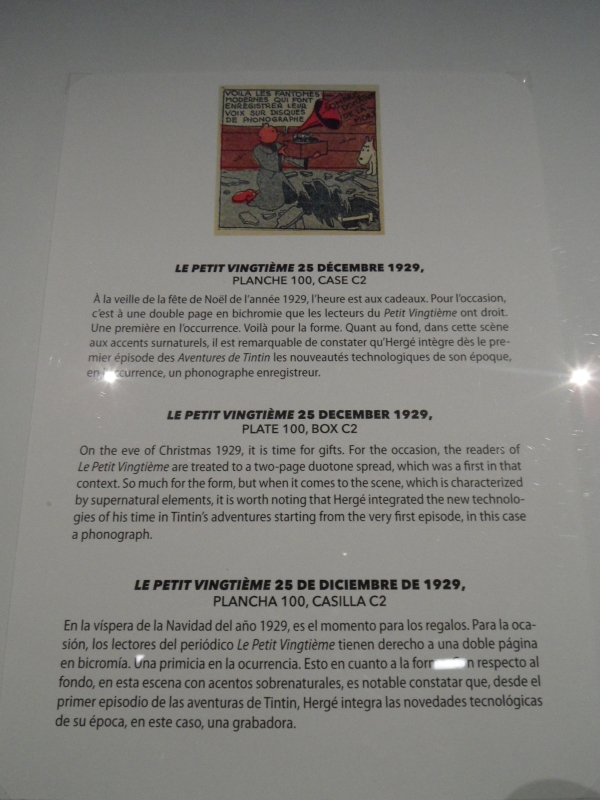 VOILÀ LES FANTÔMES
MODERNES QUI FONT
ENREGISTRER LEUR
VOIX SUR DISQUES
DE PHONOGRAPHE
LE PETIT VINGTIÈME 25 DÉCEMBRE 1929,
PLANCHE 100, CASE C2
À la veille de la fête de Noël de l'année 1929, l'heure est aux cadeaux. Pour l'occasion,
c'est à une double page en bichromie que les lecteurs du Petit Vingtième ont droit.
Une première en l'occurrence. Voilà pour la forme. Quant au fond, dans cette scène
aux accents surnaturels, il est remarquable de constater qu'Hergé intègre dès le pre-
mier épisode des Aventures de Tintin les nouveautés technologiques de son époque,
en l'occurrence, un phonographe enregistreur.
LE PETIT VINGTIÈME 25 DECEMBER 1929,
PLATE 100, BOX C2
On the eve of Christmas 1929, it is time for gifts. For the occasion, the readers of
Le Petit Vingtième are treated to a two-page duotone spread, which was a first in that
context. So much for the form, but when it comes to the scene, which is characterized
by supernatural elements, it is worth noting that Hergé integrated the new technolo-
gies of his time in Tintin's adventures starting from the very first episode, in this case
a phonograph.
LE PETIT VINGTIÈME 25 DE DICIEMBRE DE 1929,
PLANCHA 100, CASILLA C2
En la víspera de la Navidad del año 1929, es el momento para los regalos. Para la oca-
sión, los lectores del periódico Le Petit Vingtième tienen derecho a una doble página
en bicromía. Una primicia en la ocurrencia. Esto en cuanto a la forma. Con respecto al
fondo, en esta escena con acentos sobrenaturales, es notable constatar que, desde el
primer episodio de las aventuras de Tintin, Hergé integra las novedades tecnológicas
de su época, en este caso, una grabadora.